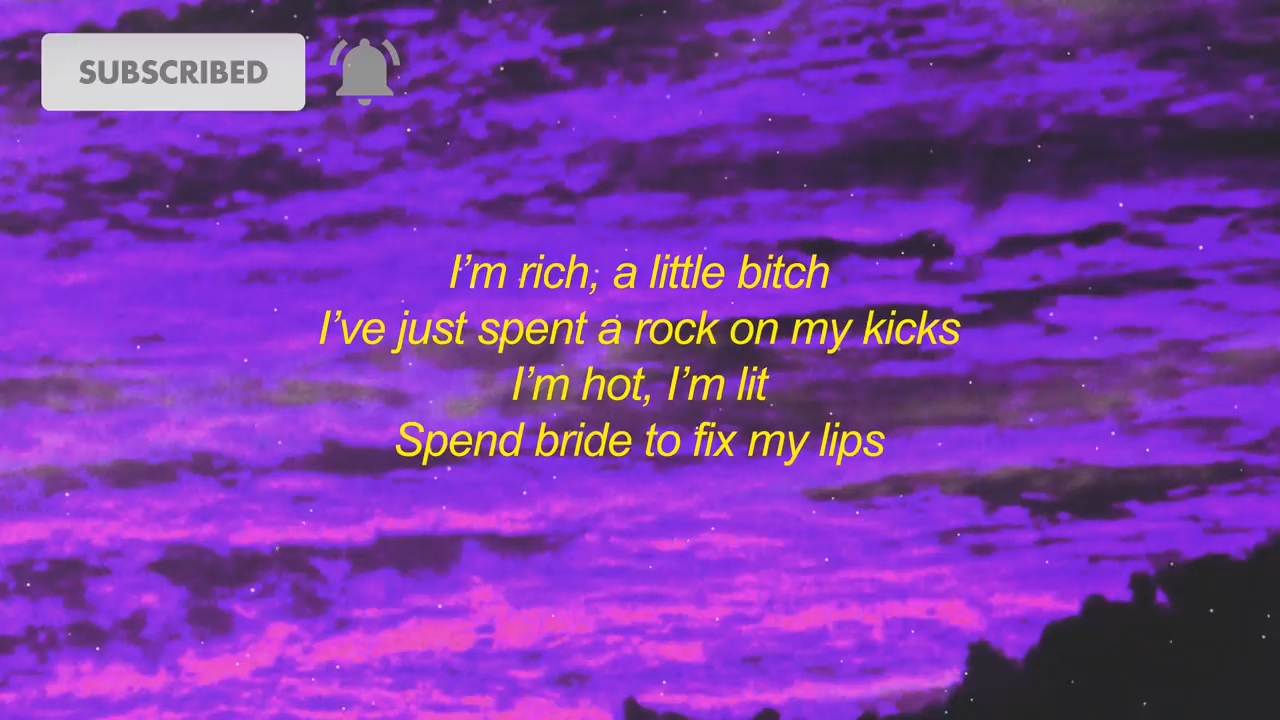 SUBSCRIBED
I’m rich, a little bitch
I’ve just spent a rock on my kicks
I’m hot, I’m lit
Spend bride to fix my lips